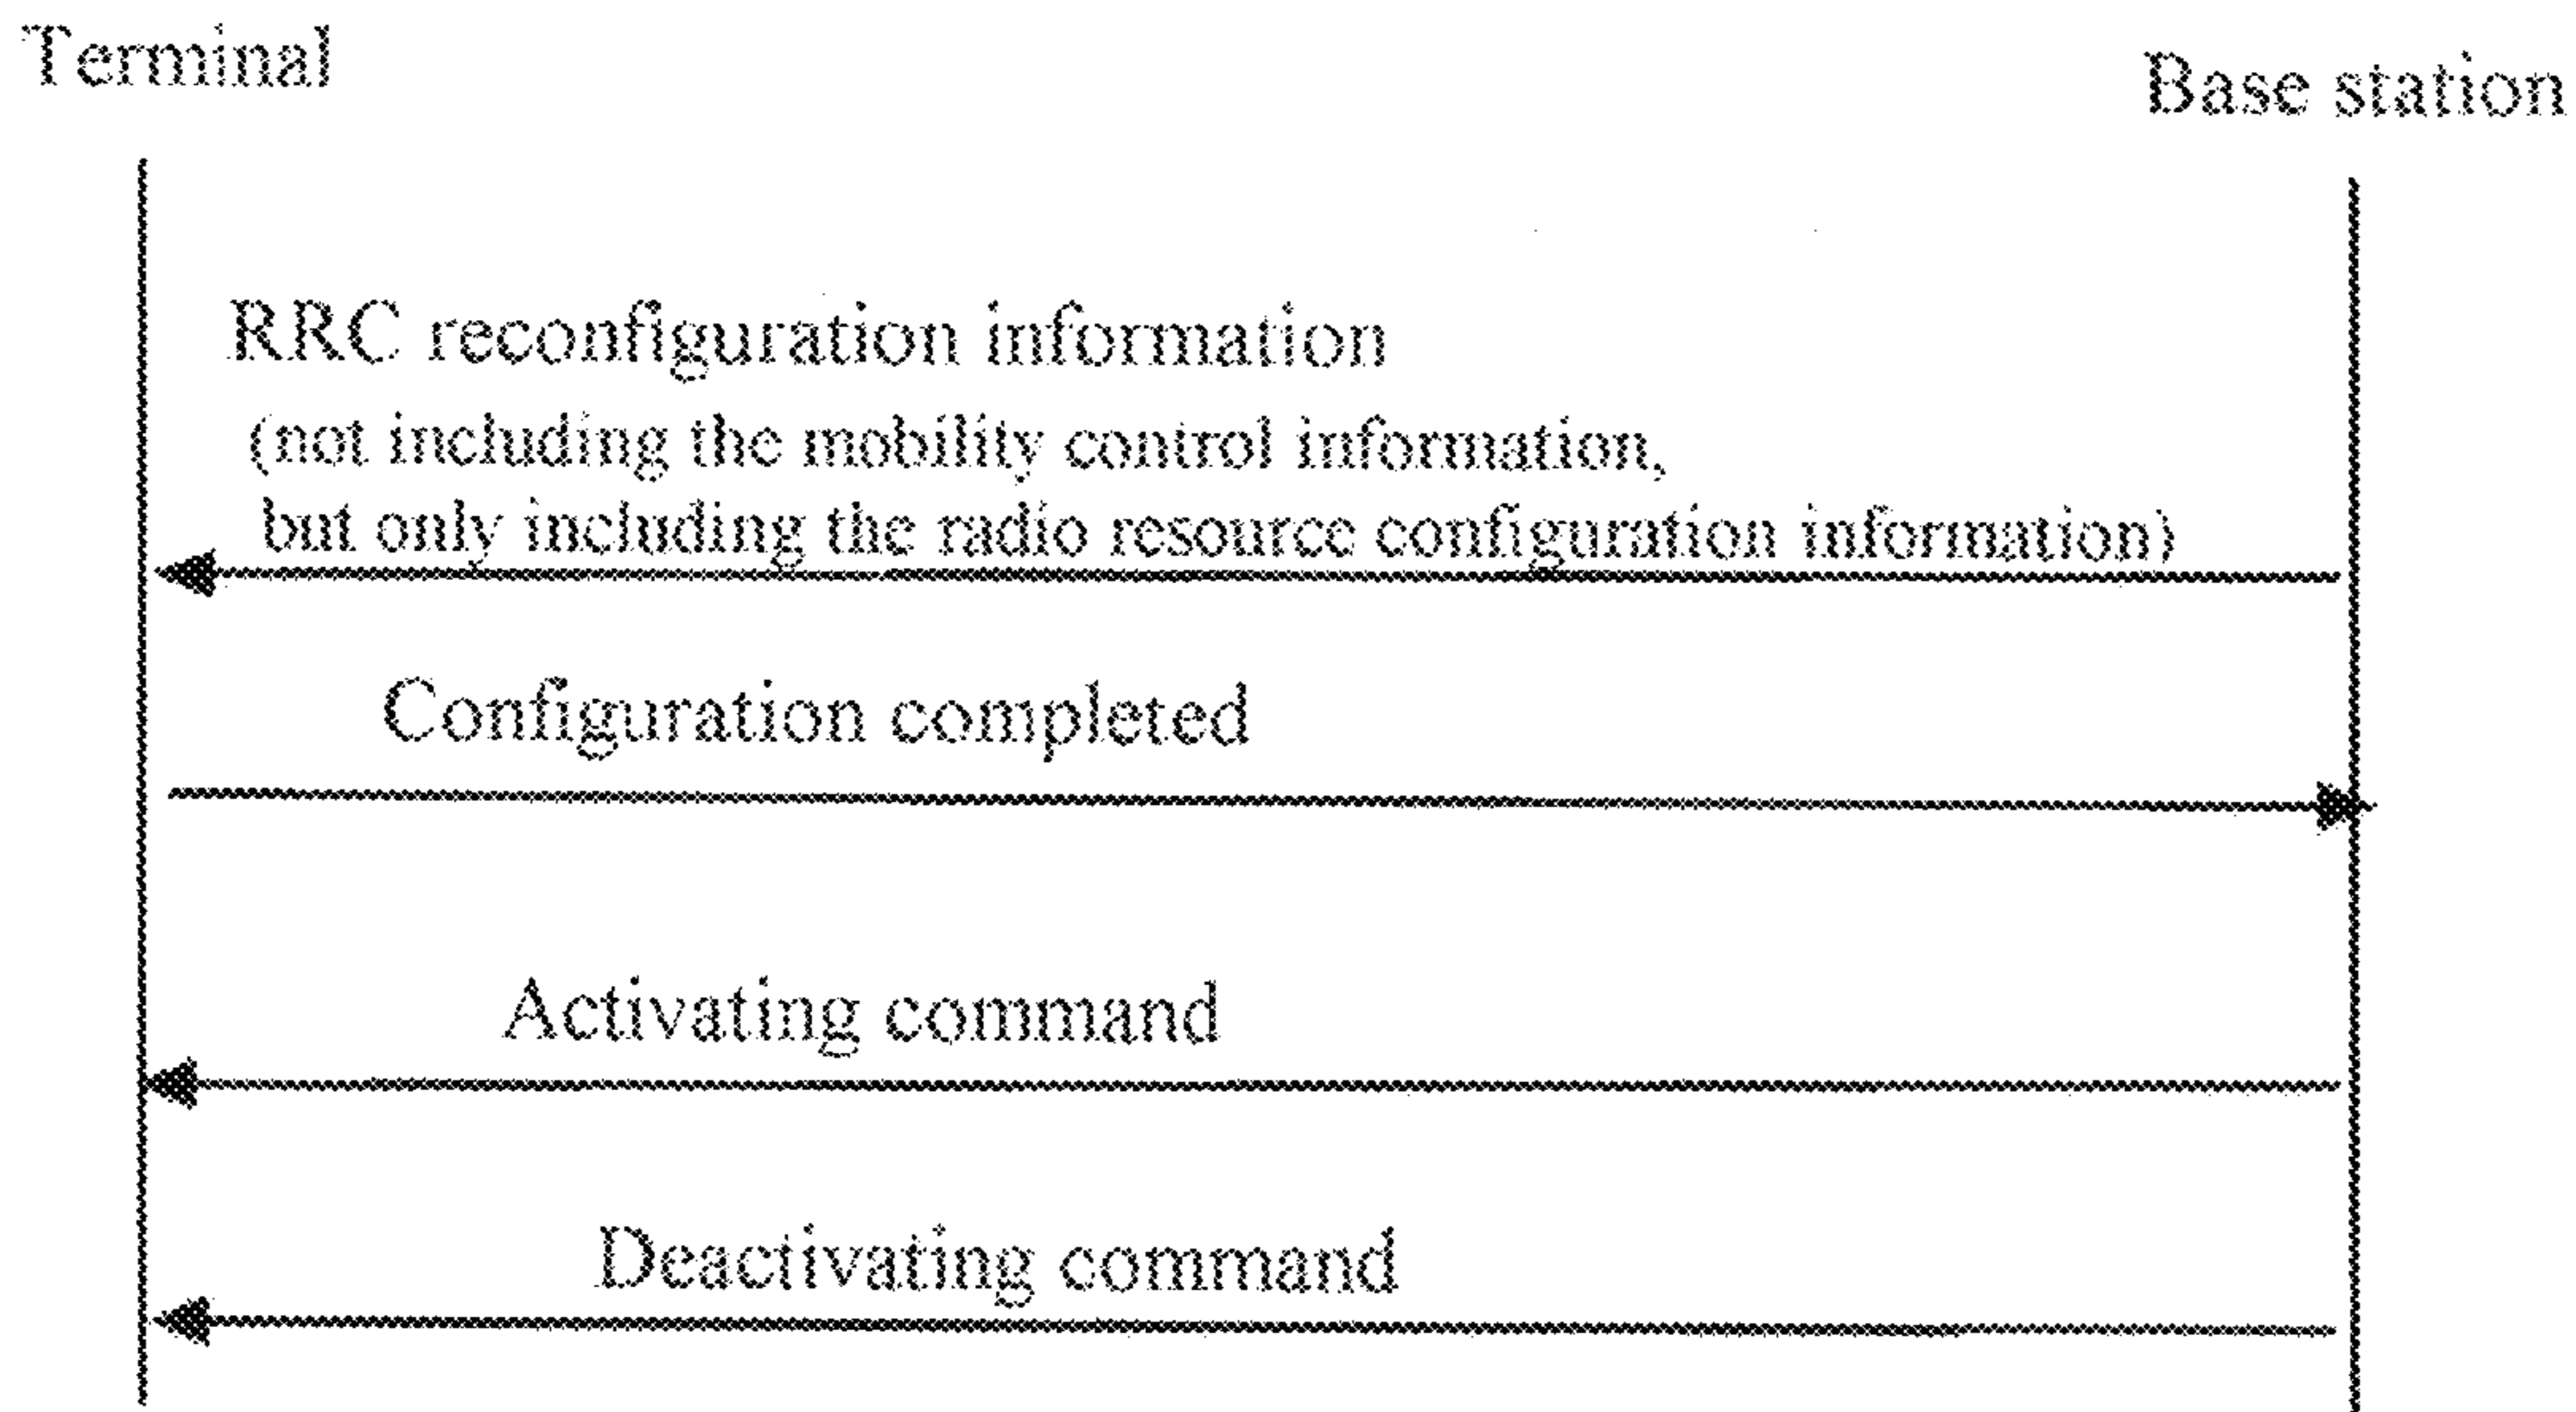 Terminal
Base station
RRC reconfiguration information
(not including the mobility control information,
but only including the radio resource configuration information)
Configuration completed
Activating command
Deactivating command